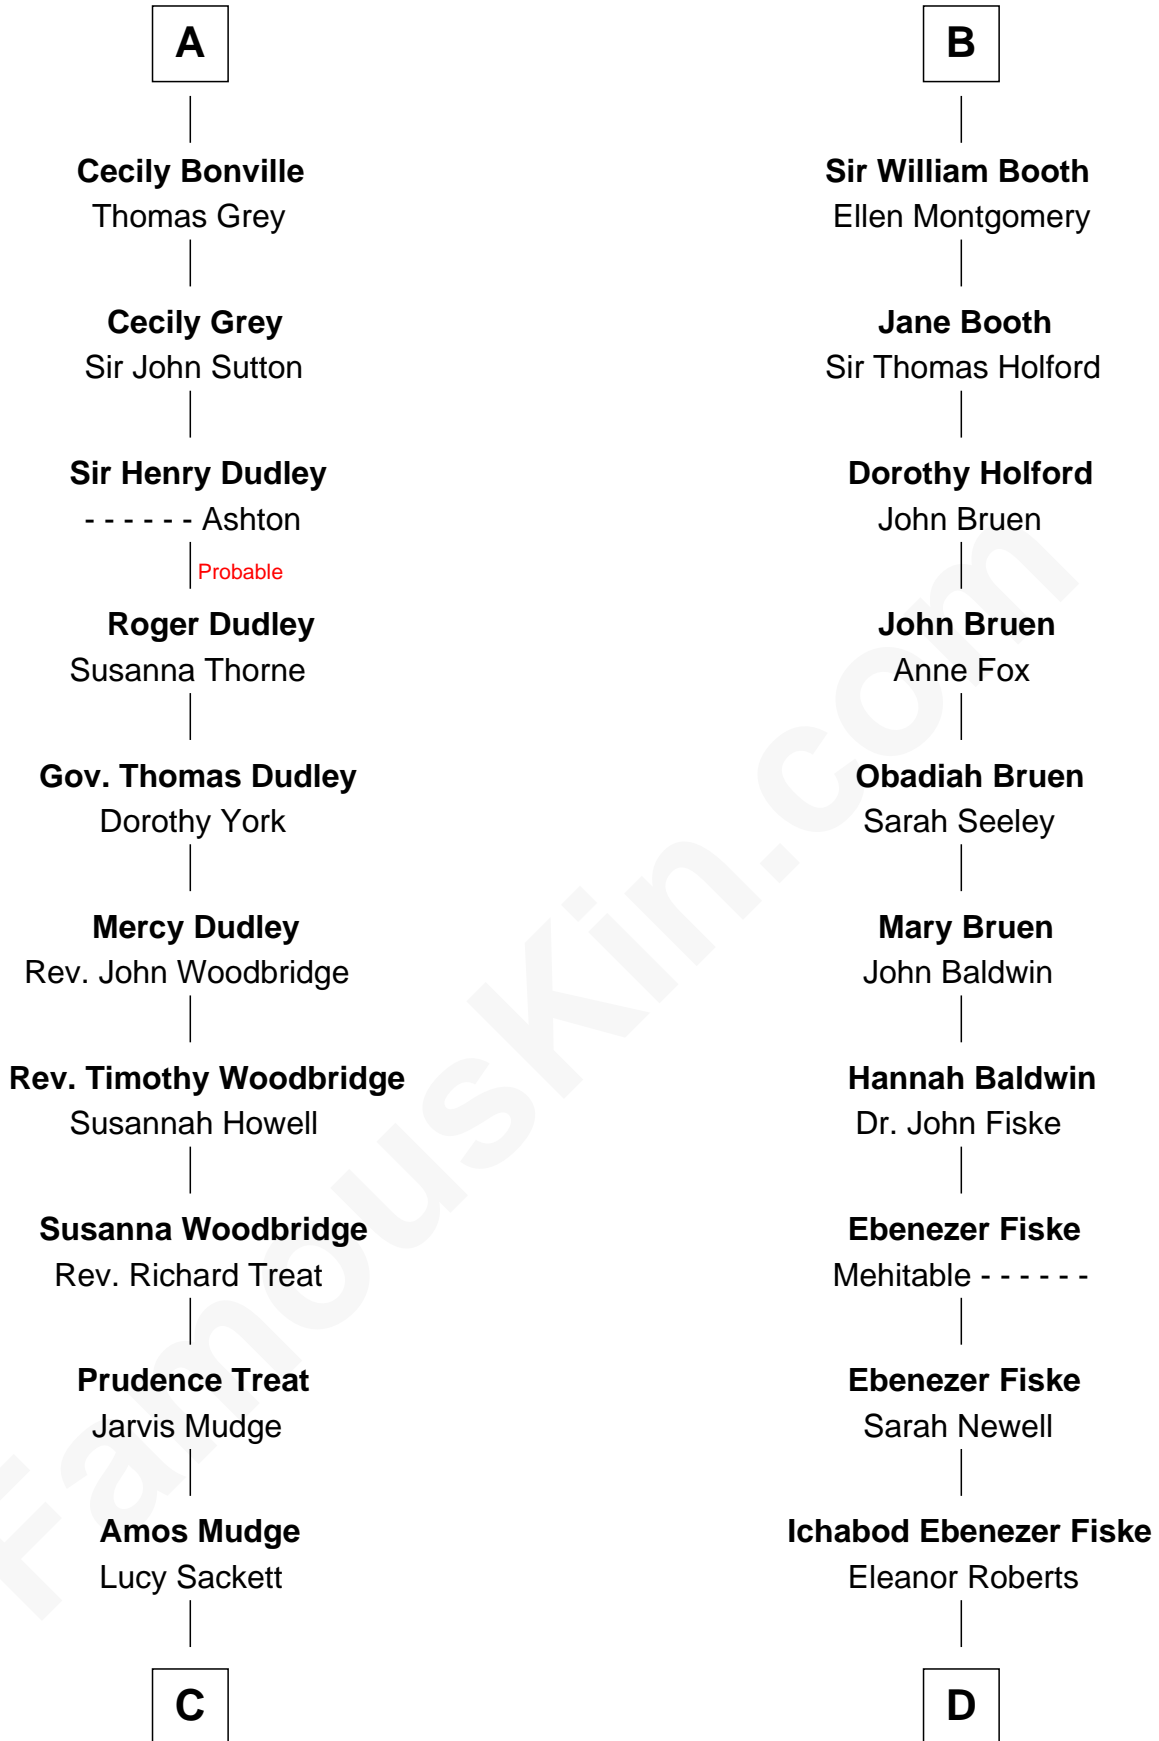 A
Cecily Bonville
Thomas Grey
Cecily Grey
Sir John Sutton
Sir Henry Dudley
- - - - - - Ashton
Probable
Roger Dudley
Susanna Thorne
Gov. Thomas Dudley
Dorothy York
Mercy Dudley
Rev. John Woodbridge
Rev. Timothy Woodbridge
Susannah Howell
Susanna Woodbridge
Rev. Richard Treat
Prudence Treat
Jarvis Mudge
Amos Mudge
Lucy Sackett
C
B
Sir William Booth
Ellen Montgomery
Jane Booth
Sir Thomas Holford
Dorothy Holford
John Bruen
John Bruen
Anne Fox
Obadiah Bruen
Sarah Seeley
Mary Bruen
John Baldwin
Hannah Baldwin
Dr. John Fiske
Ebenezer Fiske
Mehitable - - - - - -
Ebenezer Fiske
Sarah Newell
Ichabod Ebenezer Fiske
Eleanor Roberts
D
FamousKin.com